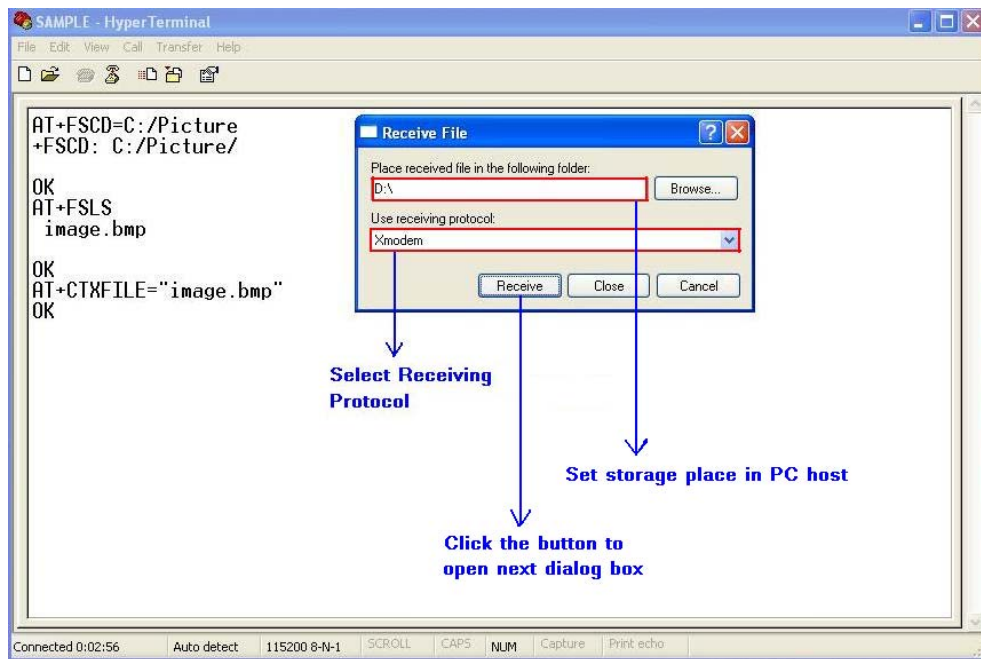 SAMPLE - HyperTerminal
File Edit View Call Transfer Help
AT+FSCD=C:/Picture
+FSCD: C:/Picture/
OK
AT+FSLS
image.bmp
OK
AT+CTXFILE="image.bmp"
OK
Receive File
Place received file in the following folder:
D:\
Browse...
Use receiving protocol:
Xmodem
Receive Close Cancel
Select Receiving
Protocol
Set storage place in PC host
Click the button to
open next dialog box
Connected 0:02:56 Auto detect 115200 8-N-1 SCROLL CAPS NUM Capture Print echo